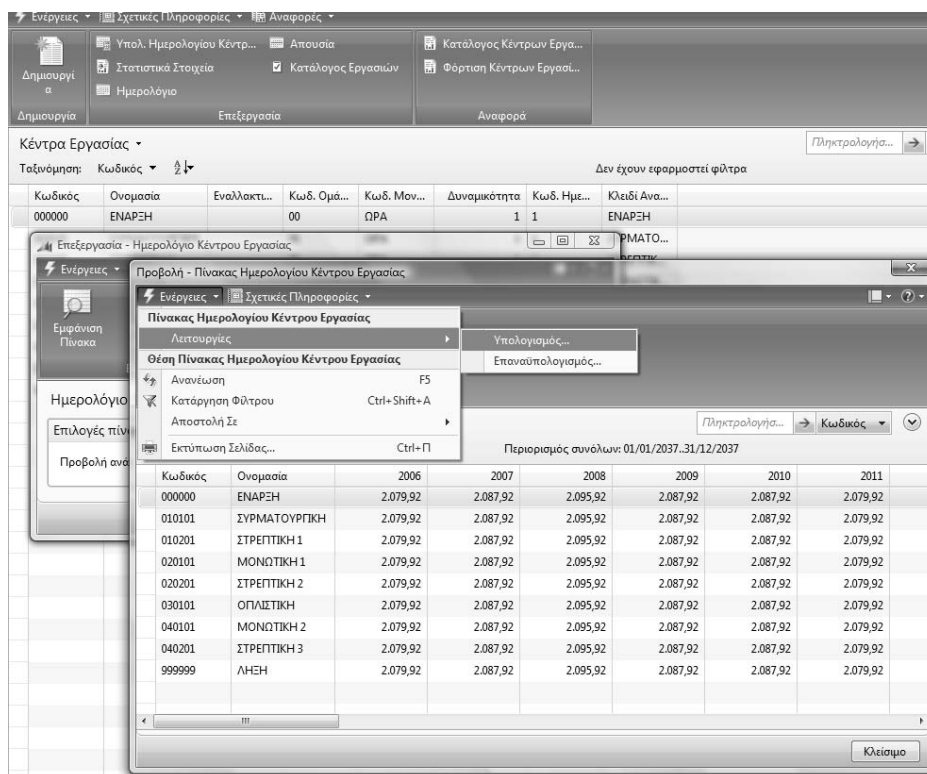 Ενέργειες Σχετικές Πληροφορίες Αναφορές
Υπολ. Ημερολογίου Κέντρ... Απουσία Κατάλογος Κέντρων Εργα...
Στατιστικά Στοιχεία Κατάλογος Εργασιών Φόρτιση Κέντρων Εργασί...
Δημιουργί
α
Ημερολόγιο
Δημιουργία Επεξεργασία Αναφορά
Κέντρα Εργασίας Πληκτρολογήσ...
Ταξινόμηση: Κωδικός Δεν έχουν εφαρμοστεί φίλτρα
Κωδικός Ονομασία Εναλλακτι... Κωδ. Ομά... Κωδ. Μον... Δυναμικότητα Κωδ. Ημε... Κλειδί Ανα...
000000 ΕΝΑΡΞΗ 00 ΩΡΑ 1 1 ΕΝΑΡΞΗ
Επεξεργασία - Ημερολόγιο Κέντρου Εργασίας
Ενέργειες
Εμφάνιση
Πίνακα
Ημερολόγιο
Επιλογές πίν
Προβολή ανά
Προβολή - Πίνακας Ημερολογίου Κέντρου Εργασίας
Ενέργειες Σχετικές Πληροφορίες
Πίνακας Ημερολογίου Κέντρου Εργασίας
Λειτουργίες Υπολογισμός...
Επαναϋπολογισμός...
Θέση Πίνακας Ημερολογίου Κέντρου Εργασίας
Ανανέωση F5
Κατάργηση Φίλτρου Ctrl+Shift+A
Αποστολή Σε
Εκτύπωση Σελίδας... Ctrl+Π
Πληκτρολογήσ... Κωδικός
Περιορισμός συνόλων: 01/01/2037..31/12/2037
Κωδικός Ονομασία 2006 2007 2008 2009 2010 2011
000000 ΕΝΑΡΞΗ 2.079,92 2.087,92 2.095,92 2.087,92 2.087,92 2.079,92
010101 ΣΥΡΜΑΤΟΥΡΓΙΚΗ 2.079,92 2.087,92 2.095,92 2.087,92 2.087,92 2.079,92
010201 ΣΤΡΕΠΤΙΚΗ 1 2.079,92 2.087,92 2.095,92 2.087,92 2.087,92 2.079,92
020101 ΜΟΝΩΤΙΚΗ 1 2.079,92 2.087,92 2.095,92 2.087,92 2.087,92 2.079,92
020201 ΣΤΡΕΠΤΙΚΗ 2 2.079,92 2.087,92 2.095,92 2.087,92 2.087,92 2.079,92
030101 ΟΠΛΙΣΤΙΚΗ 2.079,92 2.087,92 2.095,92 2.087,92 2.087,92 2.079,92
040101 ΜΟΝΩΤΙΚΗ 2 2.079,92 2.087,92 2.095,92 2.087,92 2.087,92 2.079,92
040201 ΣΤΡΕΠΤΙΚΗ 3 2.079,92 2.087,92 2.095,92 2.087,92 2.087,92 2.079,92
999999 ΛΗΞΗ 2.079,92 2.087,92 2.095,92 2.087,92 2.087,92 2.079,92
Κλείσιμο